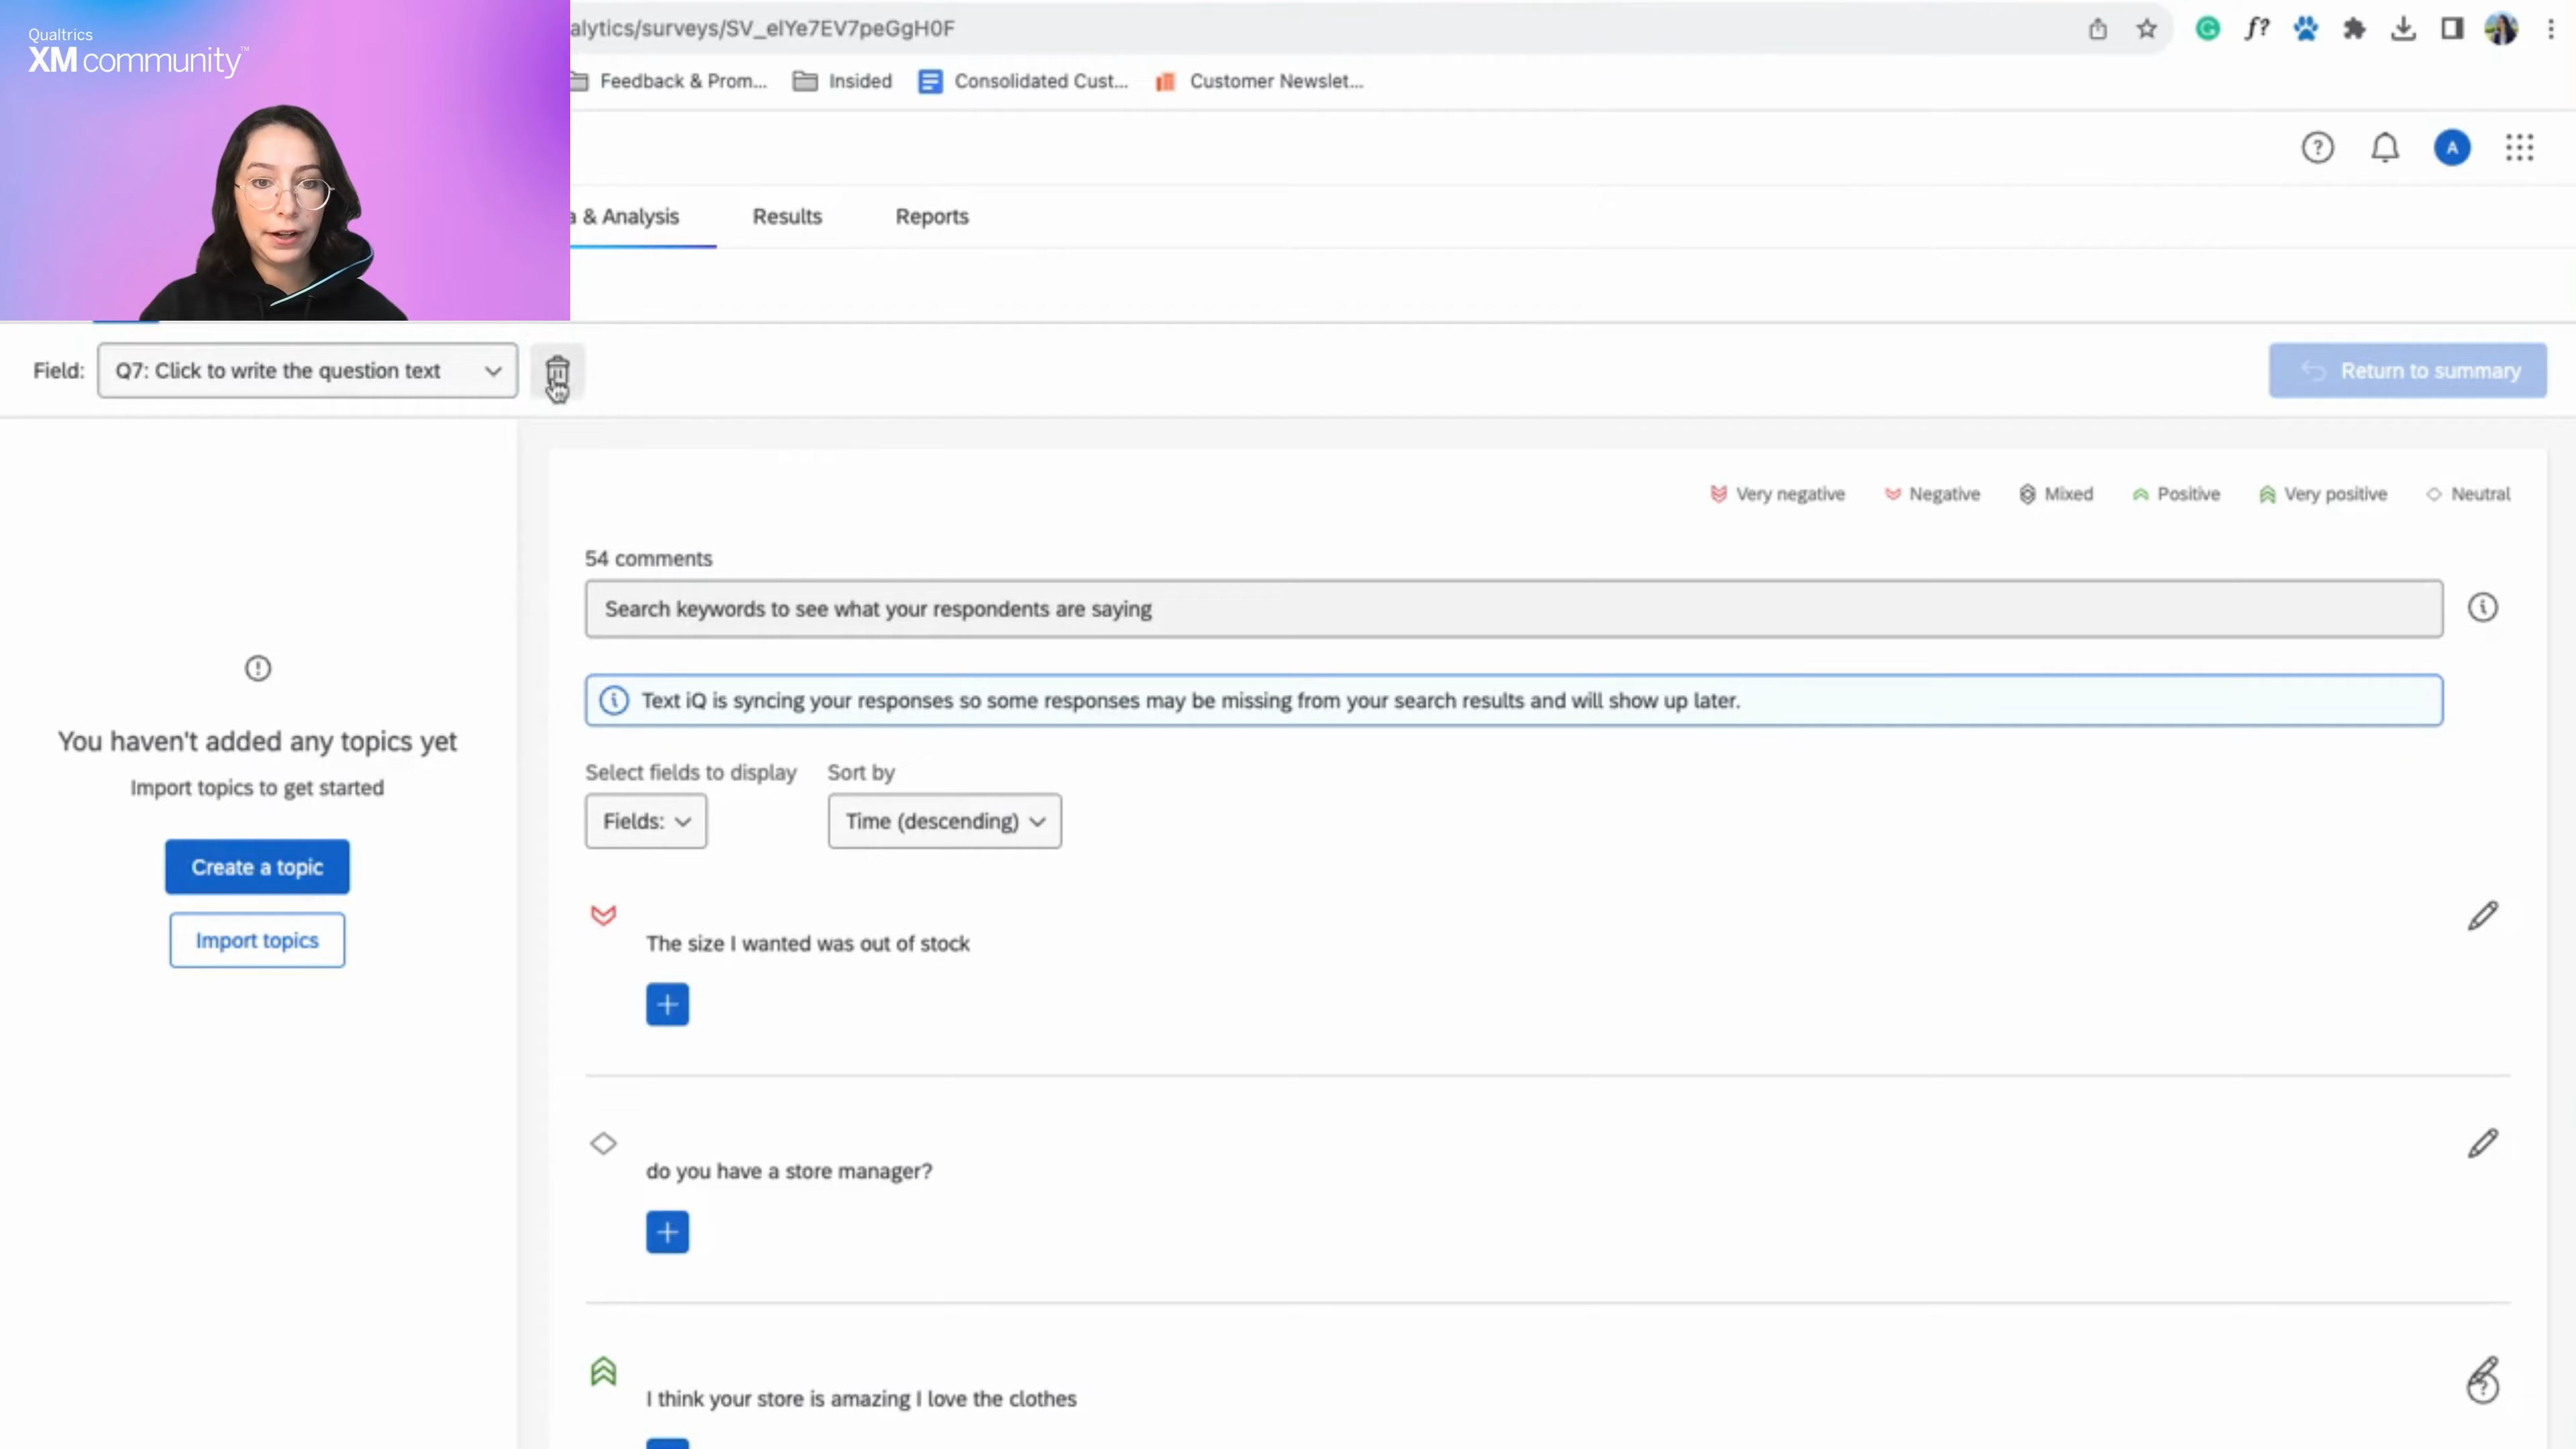 Qualtrics
XM community™
alytics/surveys/SV_elYe7EV7peGgH0F
Feedback & Prom...
Insided
Consolidated Cust...
Customer Newslet...
f?
A
a & Analysis
Results
Reports
Field:
Q7: Click to write the question text
Return to summary
Very negative
Negative
Mixed
Positive
Very positive
Neutral
54 comments
Search keywords to see what your respondents are saying
Text iQ is syncing your responses so some responses may be missing from your search results and will show up later.
You haven't added any topics yet
Import topics to get started
Create a topic
Import topics
Select fields to display
Sort by
Fields:
Time (descending)
The size I wanted was out of stock
do you have a store manager?
I think your store is amazing I love the clothes